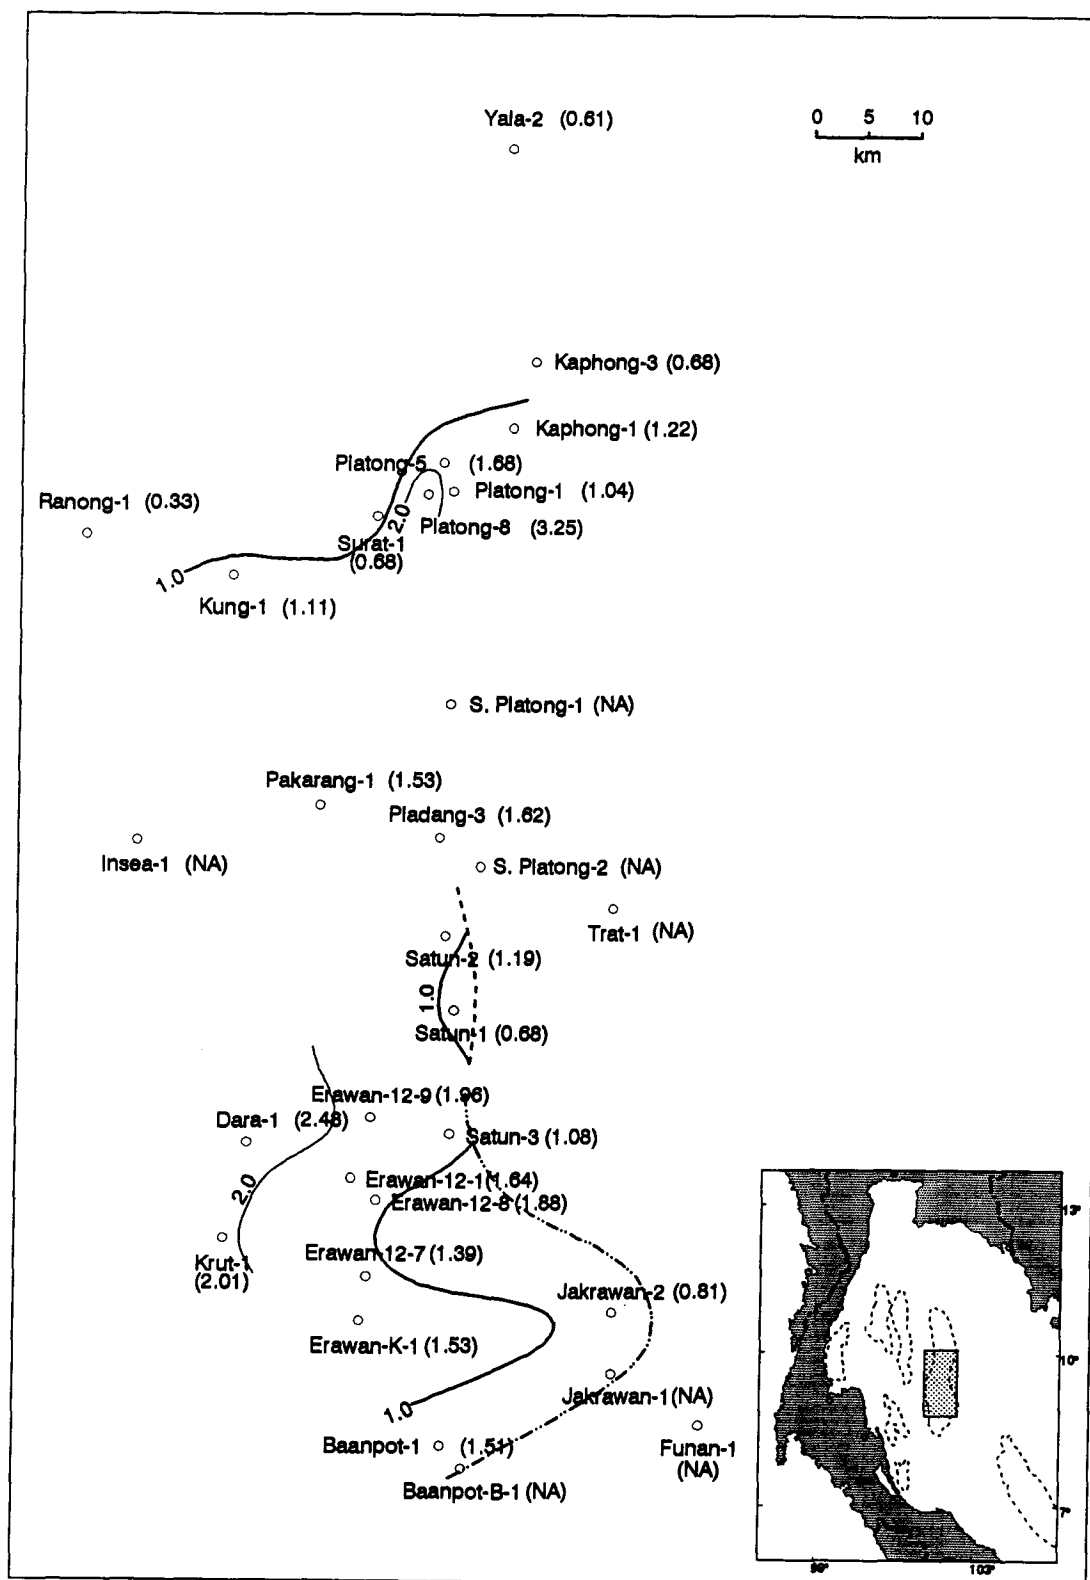 Yala-2 (0.61)
0 5 10
km
Kaphong-3 (0.68)
Kaphong-1 (1.22)
Platong-5 (1.68)
Ranong-1 (0.33)
Platong-1 (1.04)
2.0
Platong-8 (3.25)
Surat-1
(0.68)
1.0
Kung-1 (1.11)
S. Platong-1 (NA)
Pakarang-1 (1.53)
Pladang-3 (1.62)
Insea-1 (NA)
S. Platong-2 (NA)
Trat-1 (NA)
Satun-2 (1.19)
1.0
Satun-1 (0.68)
Erawan-12-9 (1.96)
Dara-1 (2.48)
Satun-3 (1.08)
Erawan-12-1 (1.64)
2.0
Erawan-12-8 (1.88)
Erawan-12-7 (1.39)
Krut-1
(2.01)
Jakrawan-2 (0.81)
Erawan-K-1 (1.53)
Jakrawan-1 (NA)
1.0
Baanpot-1 (1.51)
Funan-1
(NA)
Baanpot-B-1 (NA)
13°
10°
7°
99° 103°